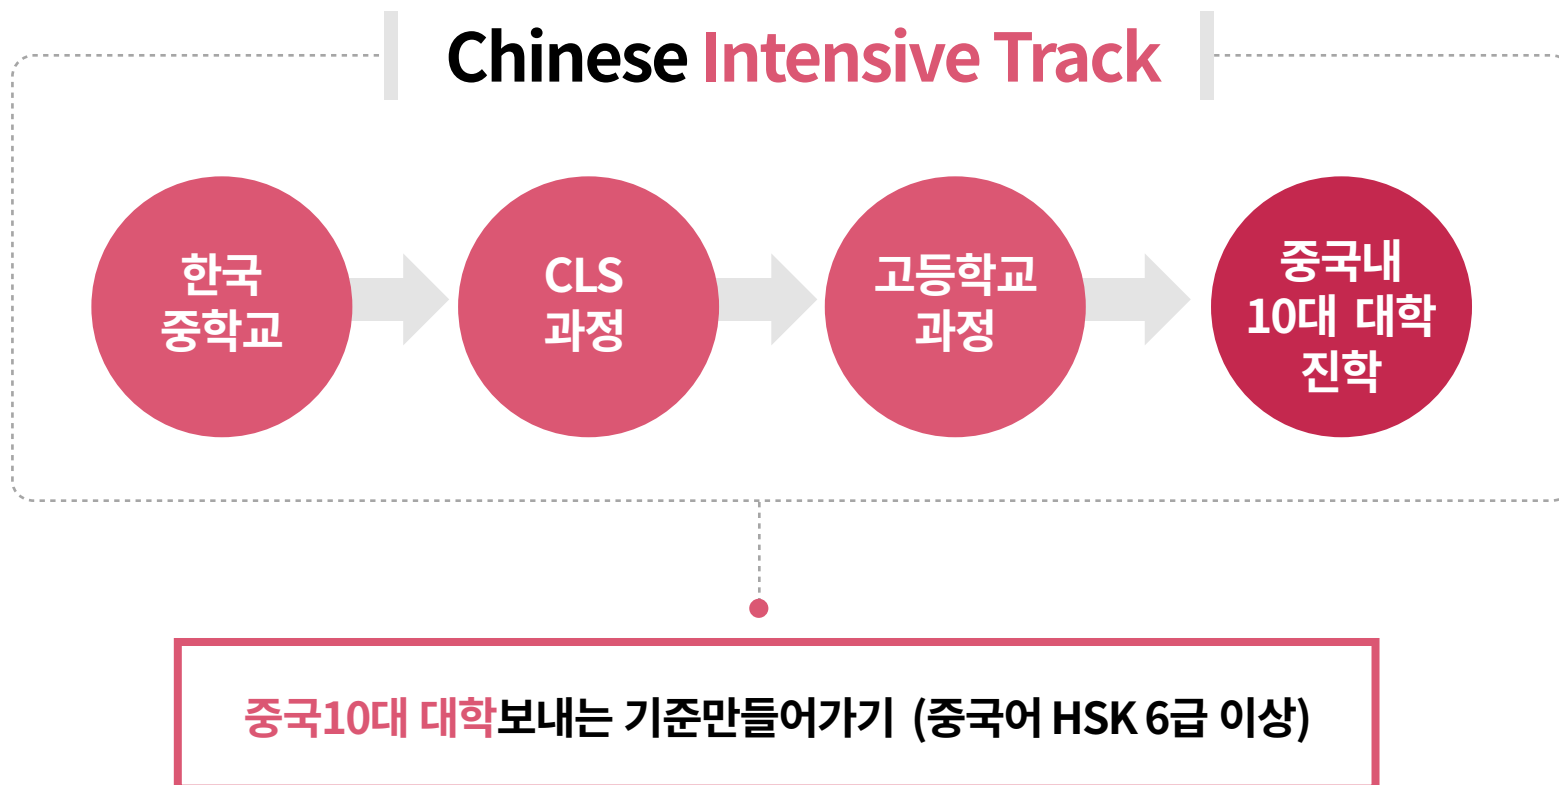 Chinese Intensive Track
한국
중학교
CLS
과정
고등학교
과정
중국내
10대 대학
진학
중국10대 대학보내는 기준만들어가기 (중국어 HSK 6급 이상)